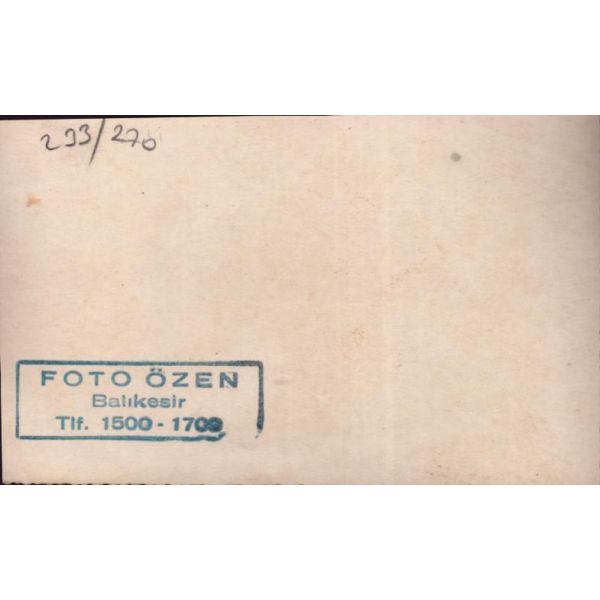 293/270
FOTO ÖZEN
Balıkesir
Tlf. 1500 - 1709